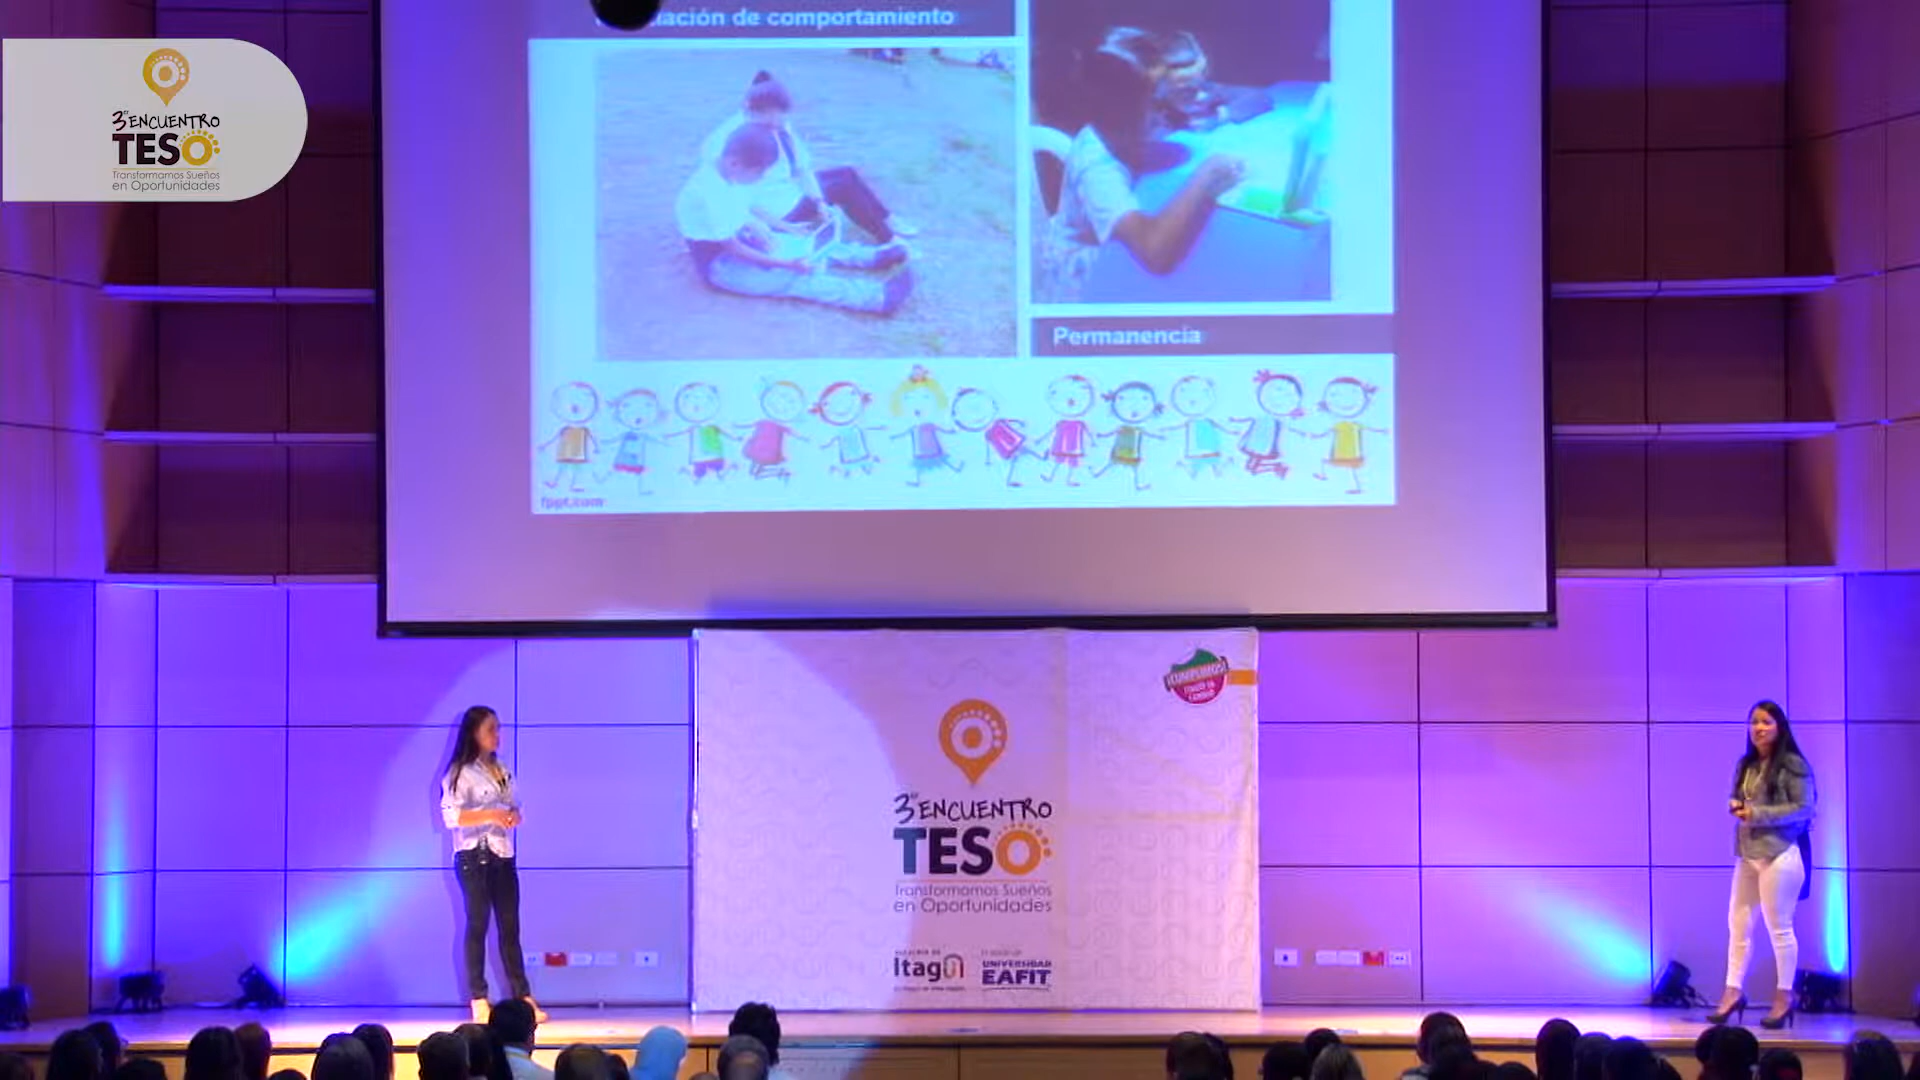 de comportamiento
3er ENCUENTRO
TESO
Transformamos Sueños
en Oportunidades
Permanencia
fppt.com
¡CUMPLIMOS!
3er ENCUENTRO
TESO
Transformamos Sueños
en Oportunidades
Itagüí
UNIVERSIDAD
EAFIT